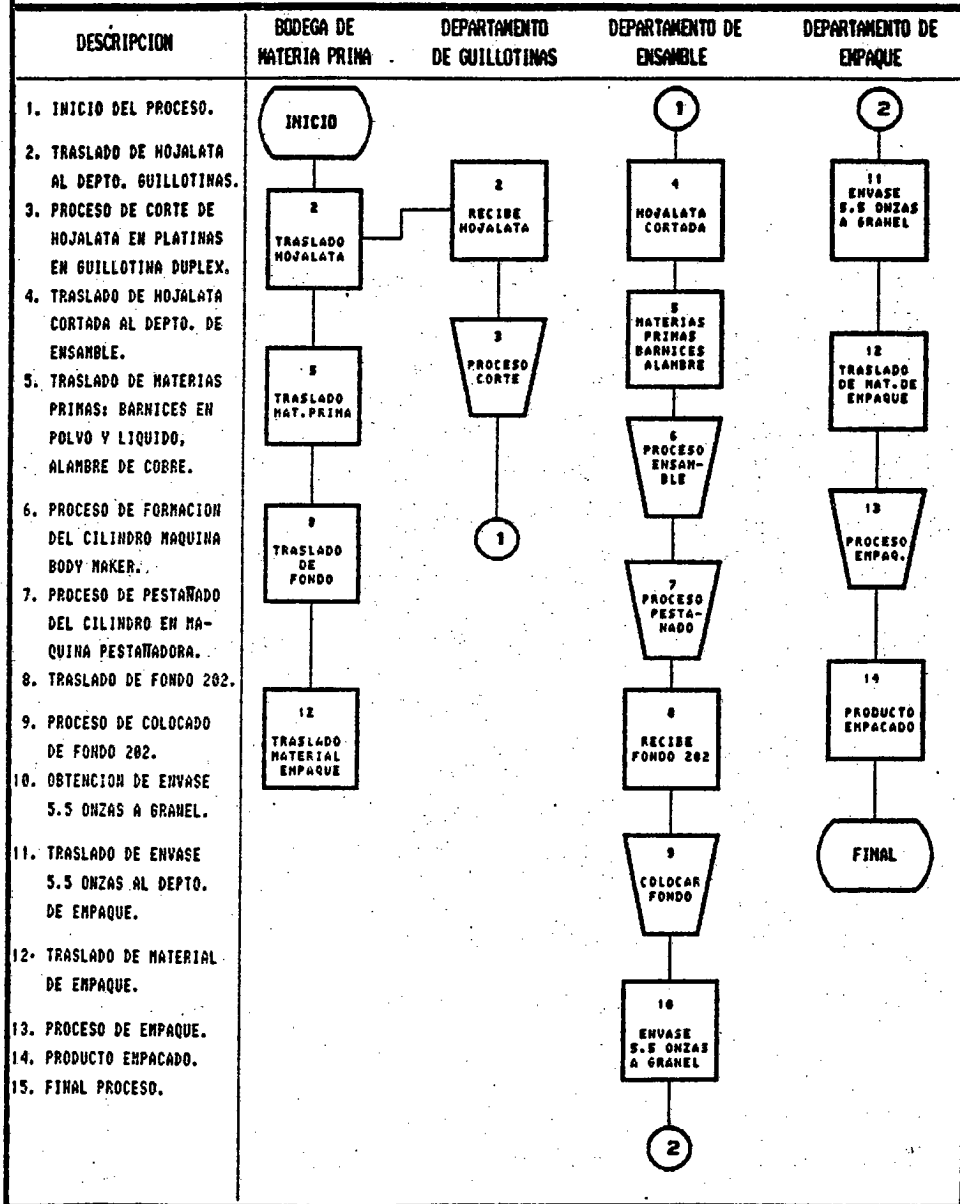 DESCRIPCION
BODEGA DE
MATERIA PRIMA
DEPARTAMENTO
DE GUILLOTINAS
DEPARTAMENTO DE
ENSAMBLE
DEPARTAMENTO DE
EMPAQUE
1. INICIO DEL PROCESO.
2. TRASLADO DE HOJALATA
AL DEPTO. GUILLOTINAS.
3. PROCESO DE CORTE DE
HOJALATA EN PLATINAS
EN GUILLOTINA DUPLEX.
4. TRASLADO DE HOJALATA
CORTADA AL DEPTO. DE
ENSAMBLE.
5. TRASLADO DE MATERIAS
PRIMAS: BARNICES EN
POLVO Y LIQUIDO,
ALAMBRE DE COBRE.
6. PROCESO DE FORMACION
DEL CILINDRO MAQUINA
BODY MAKER.
7. PROCESO DE PESTAÑADO
DEL CILINDRO EN MA-
QUINA PESTAÑADORA.
8. TRASLADO DE FONDO 202.
9. PROCESO DE COLOCADO
DE FONDO 202.
10. OBTENCION DE ENVASE
5.5 ONZAS A GRANEL.
11. TRASLADO DE ENVASE
5.5 ONZAS AL DEPTO.
DE EMPAQUE.
12. TRASLADO DE MATERIAL
DE EMPAQUE.
13. PROCESO DE EMPAQUE.
14. PRODUCTO EMPACADO.
15. FINAL PROCESO.
INICIO
2
TRASLADO
HOJALATA
5
TRASLADO
MAT.PRIMA
TRASLADO
DE
FONDO
12
TRASLADO
MATERIAL
EMPAQUE
2
RECIBE
HOJALATA
3
PROCESO
CORTE
1
1
4
HOJALATA
CORTADA
5
MATERIAS
PRIMAS
BARNICES
ALAMBRE
6
PROCESO
ENSAM-
BLE
7
PROCESO
PESTA-
NADO
8
RECIBE
FONDO 202
9
COLOCAR
FONDO
10
ENVASE
5.5 ONZAS
A GRANEL
2
2
11
ENVASE
5.5 ONZAS
A GRANEL
12
TRASLADO
DE MAT.DE
EMPAQUE
13
PROCESO
EMPAQ.
14
PRODUCTO
EMPACADO
FINAL